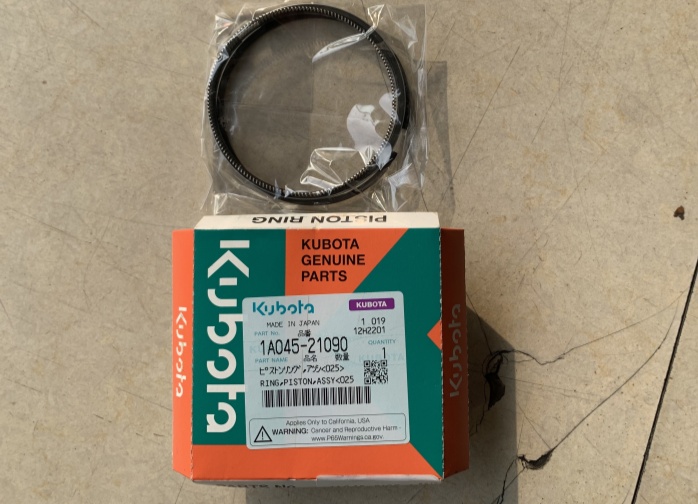 PISTON RING
Kubota
KUBOTA
GENUINE
PARTS
Kubota
KUBOTA
MADE IN JAPAN
1 019
PART No.
品番
12H2201
1A045-21090
QUANTITY
PART NAME
品名
数量
1
ピストンリング,アツシ<025>
RING,PISTON,ASSY<025
Applies Only to California, USA
WARNING: Cancer and Reproductive Harm -
www.P65Warnings.ca.gov.
Kubota
Kubota